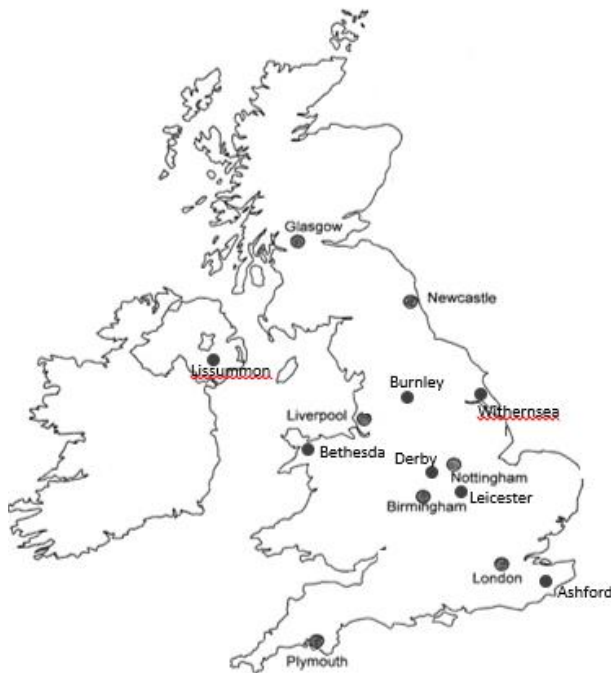 Glasgow
Newcastle
Lissummon
Burnley
Liverpool
Withernsea
Bethesda
Derby
Nottingham
Leicester
Birmingham
London
Ashford
Plymouth